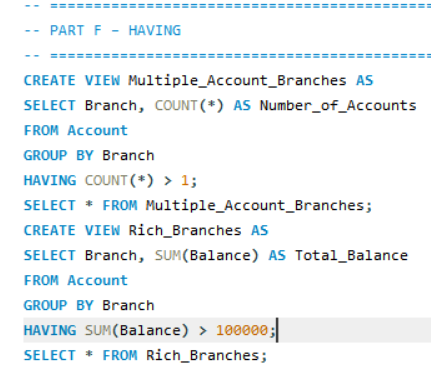 -- ==================================================
-- PART F – HAVING
-- ==================================================
CREATE VIEW Multiple_Account_Branches AS
SELECT Branch, COUNT(*) AS Number_of_Accounts
FROM Account
GROUP BY Branch
HAVING COUNT(*) > 1;
SELECT * FROM Multiple_Account_Branches;
CREATE VIEW Rich_Branches AS
SELECT Branch, SUM(Balance) AS Total_Balance
FROM Account
GROUP BY Branch
HAVING SUM(Balance) > 100000;
SELECT * FROM Rich_Branches;